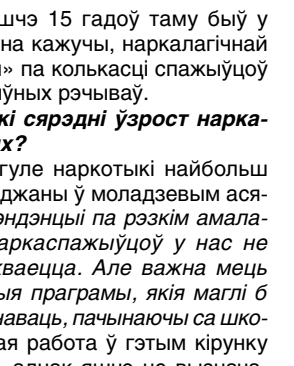 шчэ 15 гадоў таму быў у
на кажучы, наркалагічнай
» па колькасці спажыўцоў
ўных рэчываў.
кі сярэдні ўзрост нарка-
х?
гуле наркотыкі найбольш
джаны ў моладзевым ася-
эндэнцыі па рэзкім амала-
аркаспажыўцоў у нас не
кваецца. Але важна мець
ыя праграмы, якія маглі б
наваць, пачынаючы са шко-
ая работа ў гэтым кірунку